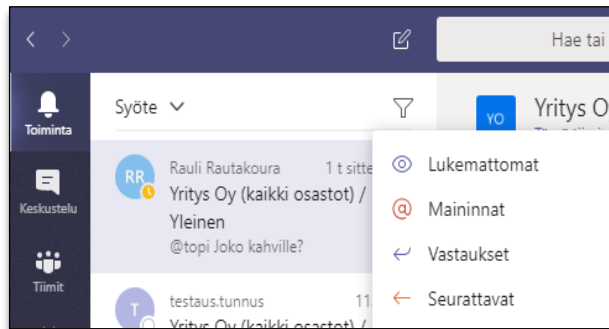 Hae tai
Toiminta
Syöte
YO
Yritys O
RR
Rauli Rautakoura
1 t sitte
Yritys Oy (kaikki osastot) /
Yleinen
@topi Joko kahville?
Keskustelu
Tiimit
T
testaus.tunnus
11
Yritys Oy (kaikki osastot) /
Lukemattomat
@ Maininnat
Vastaukset
Seurattavat